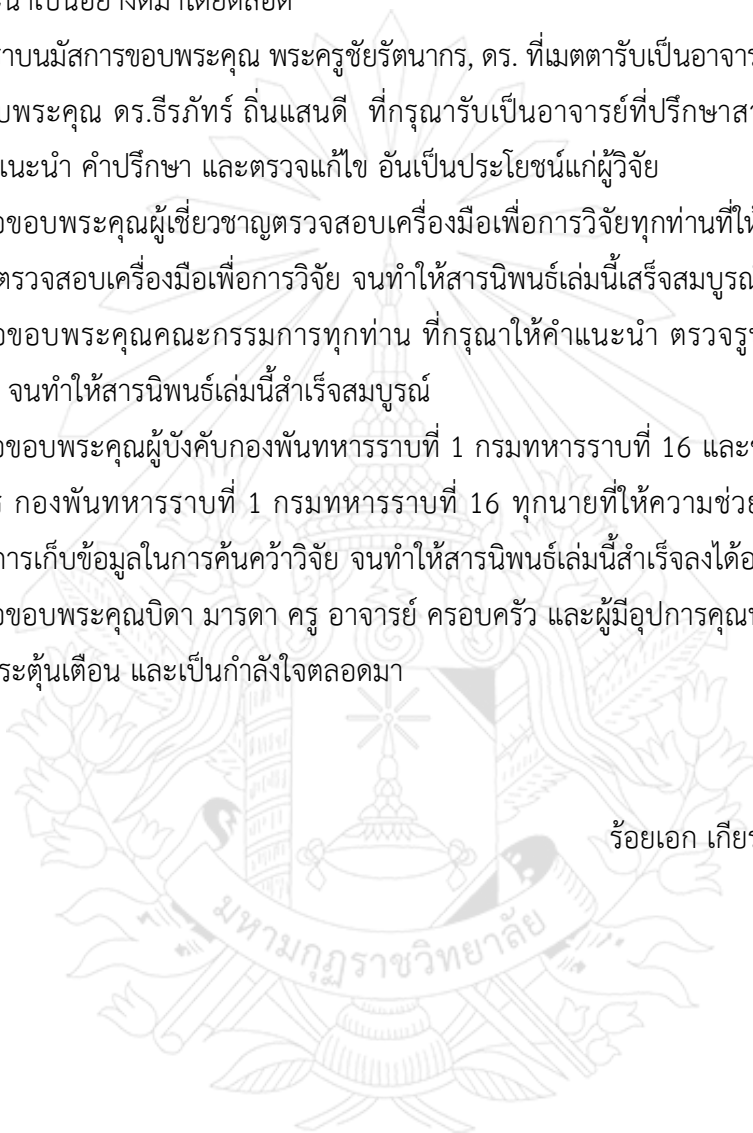 ะนำเป็นอย่างดีมาโดยตลอด
าบนมัสการขอบพระคุณ พระครูชัยรัตนากร, ดร. ที่เมตตารับเป็นอาจาร
บพระคุณ ดร.ธีรภัทร์ ถิ่นแสนดี ที่กรุณารับเป็นอาจารย์ที่ปรึกษาสา
แนะนำ คำปรึกษา และตรวจแก้ไข อันเป็นประโยชน์แก่ผู้วิจัย
อขอบพระคุณผู้เชี่ยวชาญตรวจสอบเครื่องมือเพื่อการวิจัยทุกท่านที่ให้
ตรวจสอบเครื่องมือเพื่อการวิจัย จนทำให้สารนิพนธ์เล่มนี้เสร็จสมบูรณ์
อขอบพระคุณคณะกรรมการทุกท่าน ที่กรุณาให้คำแนะนำ ตรวจรูป
จนทำให้สารนิพนธ์เล่มนี้สำเร็จสมบูรณ์
อขอบพระคุณผู้บังคับกองพันทหารราบที่ 1 กรมทหารราบที่ 16 และข
ร กองพันทหารราบที่ 1 กรมทหารราบที่ 16 ทุกนายที่ให้ความช่วย
การเก็บข้อมูลในการค้นคว้าวิจัย จนทำให้สารนิพนธ์เล่มนี้สำเร็จลงได้อ
อขอบพระคุณบิดา มารดา ครู อาจารย์ ครอบครัว และผู้มีอุปการคุณท
ระตุ้นเตือน และเป็นกำลังใจตลอดมา
ร้อยเอก เกียร
มหามกุฏราชวิทยาลัย